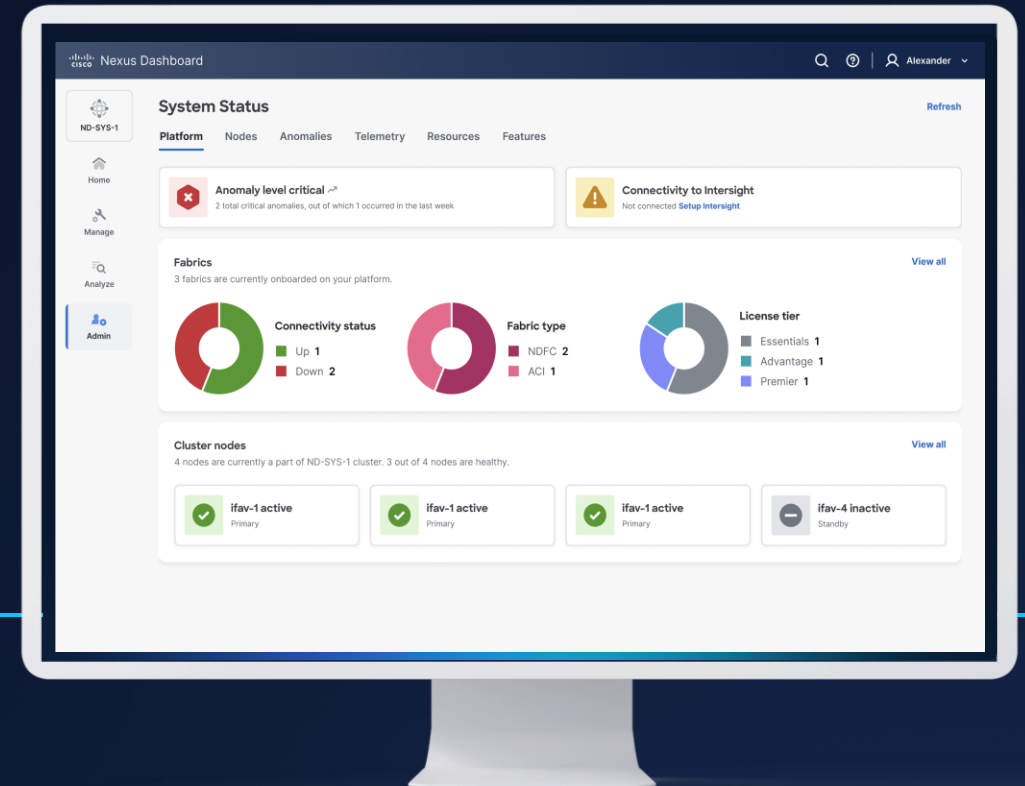 cisco Nexus Dashboard
Alexander
ND-SYS-1
Home
Manage
Analyze
Admin
System Status
Refresh
Platform Nodes Anomalies Telemetry Resources Features
Anomaly level critical
2 total critical anomalies, out of which 1 occurred in the last week
Connectivity to Intersight
Not connected Setup Intersight
Fabrics
View all
3 fabrics are currently onboarded on your platform.
Connectivity status
Up 1
Down 2
Fabric type
NDFC 2
ACI 1
License tier
Essentials 1
Advantage 1
Premier 1
Cluster nodes
View all
4 nodes are currently a part of ND-SYS-1 cluster. 3 out of 4 nodes are healthy.
ifav-1 active
Primary
ifav-1 active
Primary
ifav-1 active
Primary
ifav-4 inactive
Standby